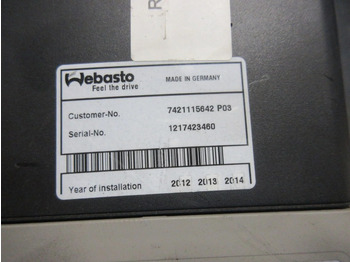 R
Webasto
Feel the drive
MADE IN GERMANY
Customer-No. 7421115642 P03
Serial-No. 1217423460
Year of installation 2012 2013 2014